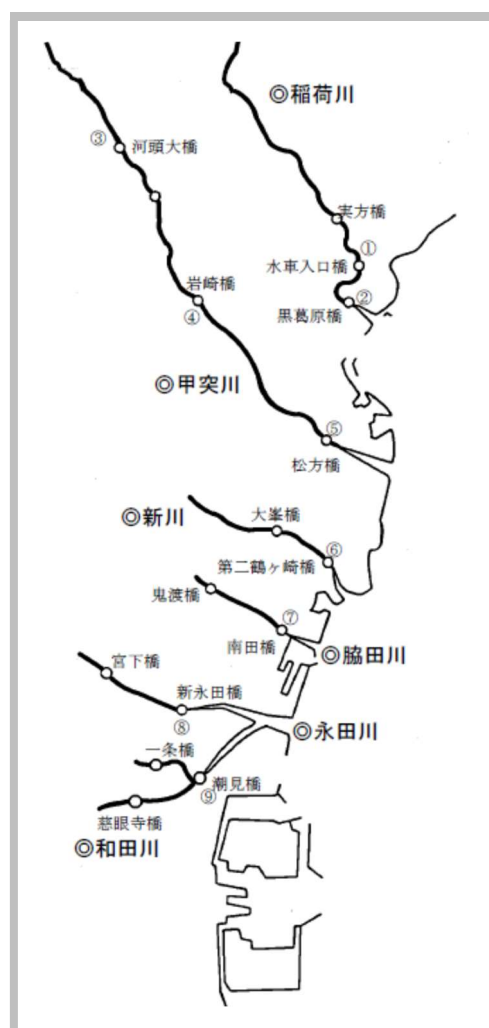 ◎稲荷川
③
河頭大橋
実方橋
①
水車入口橋
岩崎橋
②
④
黒葛原橋
◎甲突川
⑤
松方橋
◎新川
大峯橋
⑥
第二鶴ヶ崎橋
鬼渡橋
⑦
南田橋
◎脇田川
宮下橋
新永田橋
⑧
◎永田川
一条橋
潮見橋
⑨
慈眼寺橋
◎和田川